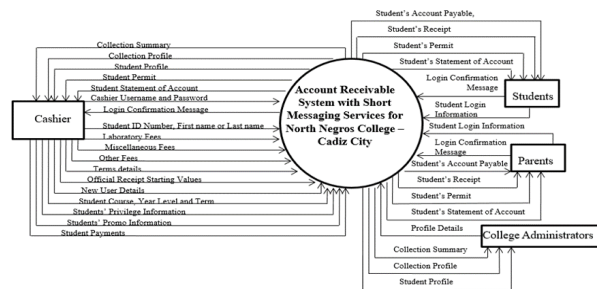 Student's Account Payable,
Student's Receipt
Student's Permit
Student's Statement of Account
Collection Summary
Collection Profile
Student Profile
Student Permit
Student Statement of Account
Cashier Username and Password
Login Confirmation Message
Cashier
Student ID Number, First name or Last name
Laboratory Fees
Miscellaneous Fees
Other Fees
Terms details
Official Receipt Starting Values
New User Details
Student Course, Year Level and Term
Students' Privilege Information
Students' Promo Information
Student Payments
Account Receivable
System with Short
Messaging Services for
North Negros College –
Cadiz City
Login Confirmation
Message
Students
Student Login
Information
Student Login Information
Login Confirmation
Message
Parents
Student's Account Payable
Student's Receipt
Student's Permit
Student's Statement of Account
Profile Details
College Administrators
Collection Summary
Collection Profile
Student Profile